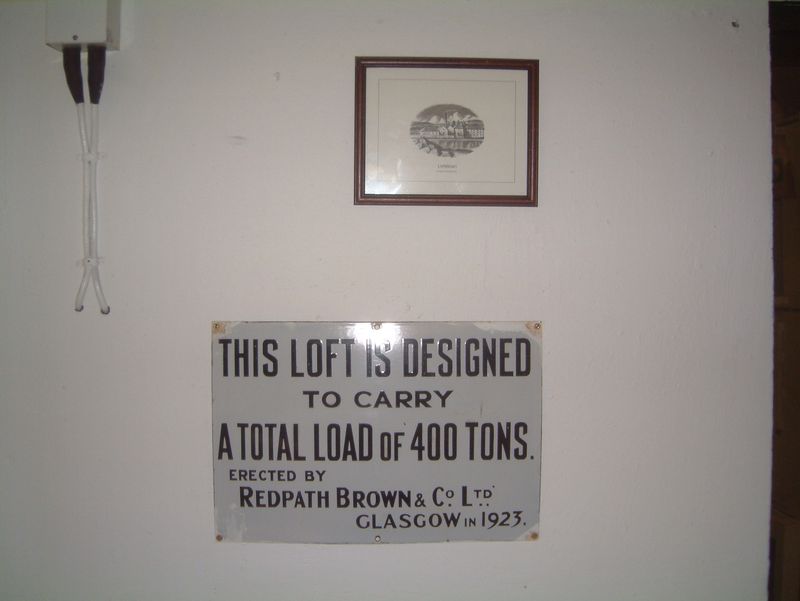 THIS LOFT IS DESIGNED
TO CARRY
A TOTAL LOAD OF 400 TONS.
ERECTED BY
REDPATH BROWN & CO. LTD.
GLASGOW IN 1923.